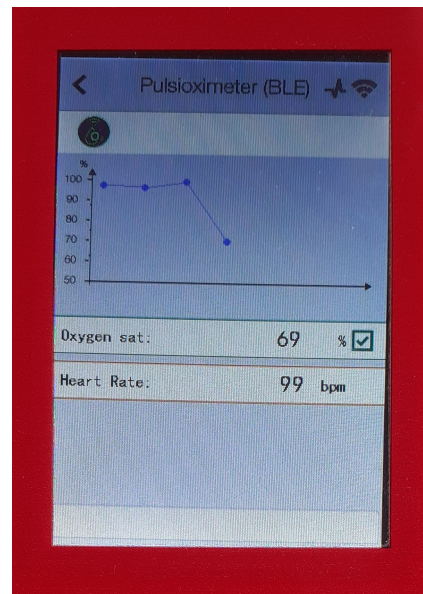 Pulsioximeter (BLE)
%
100
90
80
70
60
50
Oxygen sat: 69 %
Heart Rate: 99 bpm